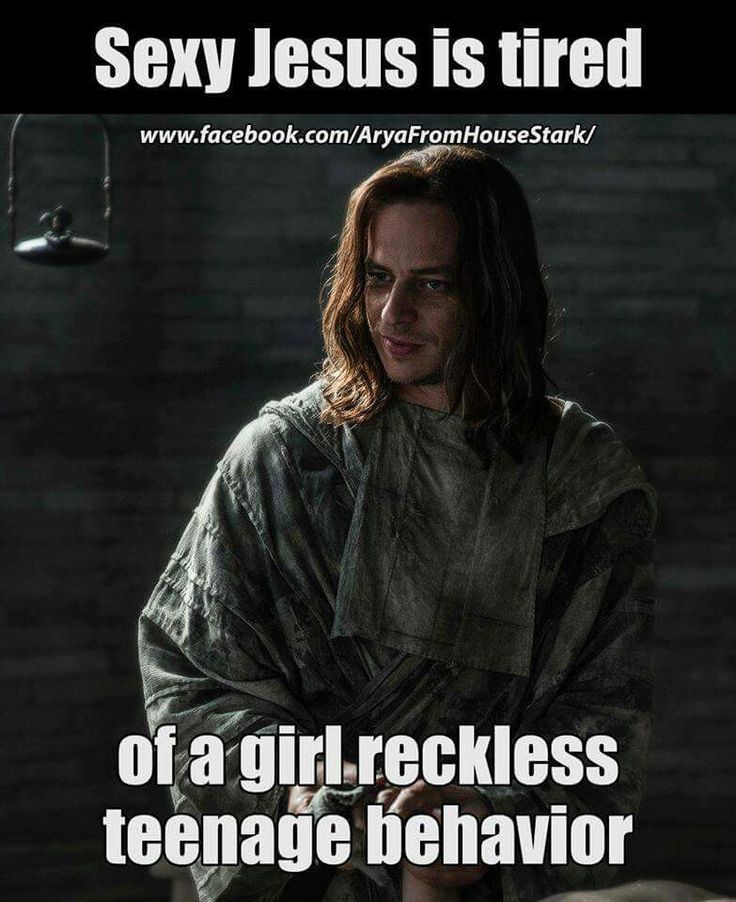 Sexy Jesus is tired
www.facebook.com/AryaFromHouseStark/
of a girl reckless
teenage behavior